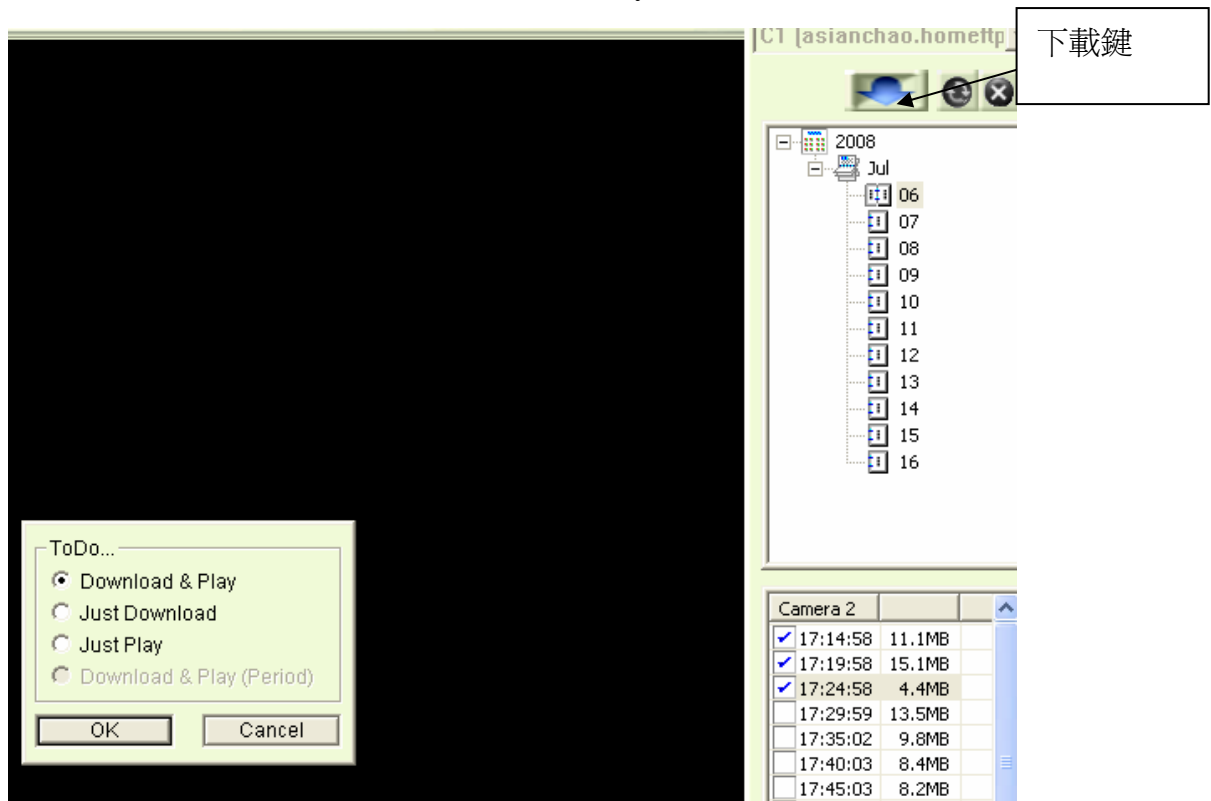 C1 [asianchao.homeftp
下載鍵
2008
Jul
06
07
08
09
10
11
12
13
14
15
16
ToDo...
Download & Play
Just Download
Just Play
Download & Play (Period)
OK Cancel
Camera 2
17:14:58 11.1MB
17:19:58 15.1MB
17:24:58 4.4MB
17:29:59 13.5MB
17:35:02 9.8MB
17:40:03 8.4MB
17:45:03 8.2MB